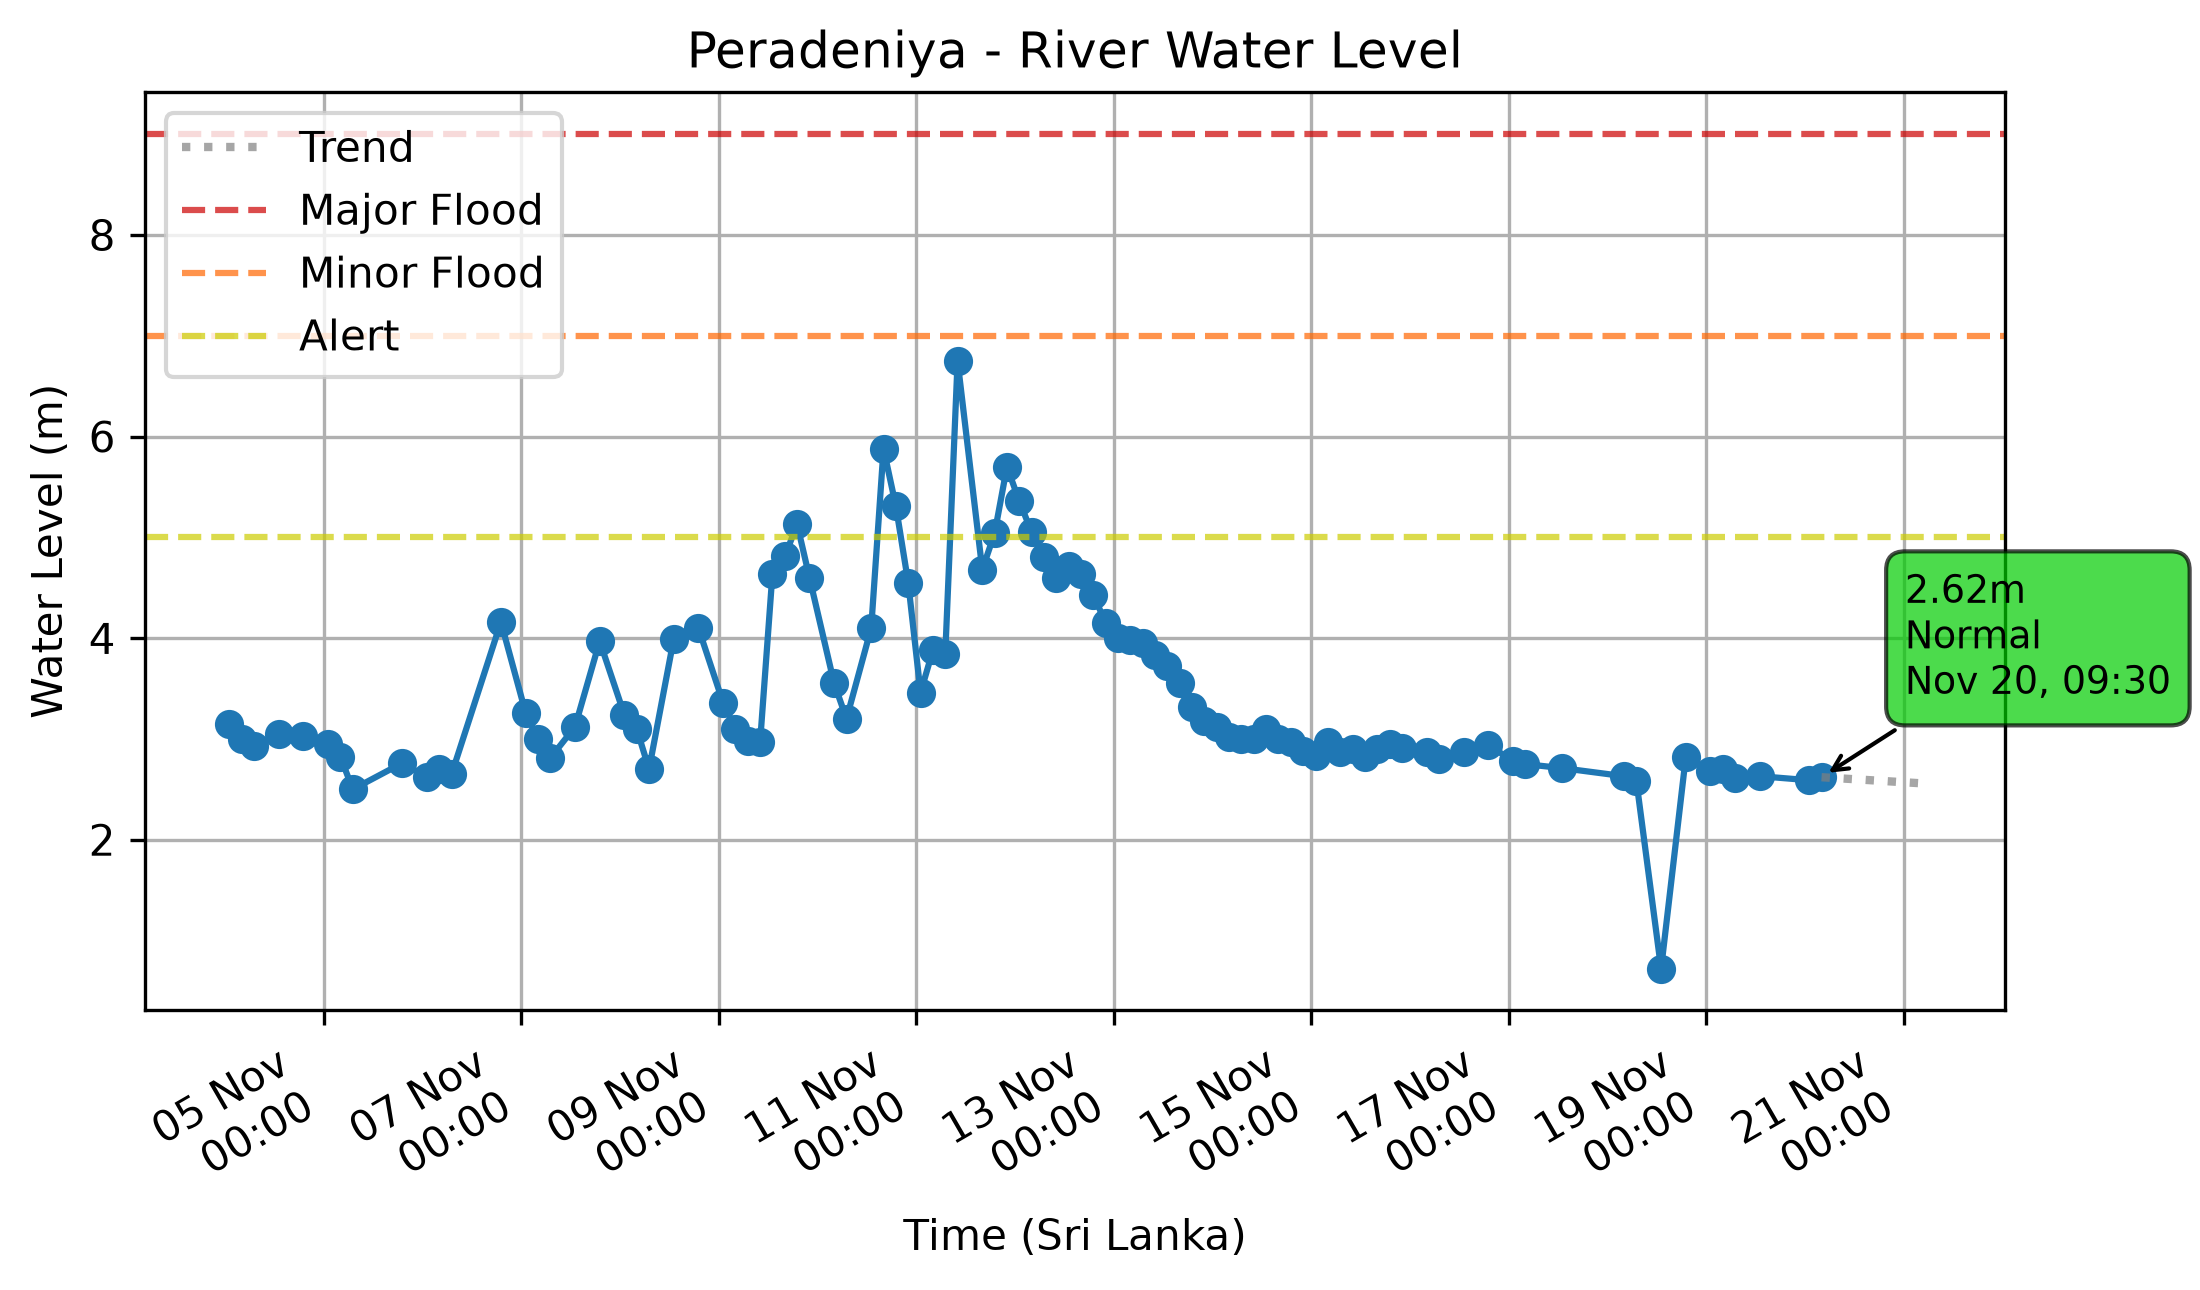 Peradeniya - River Water Level
Trend
Major Flood
Minor Flood
Alert
Water Level (m)
8
6
4
2
2.62m
Normal
Nov 20, 09:30
05 Nov
00:00
07 Nov
00:00
09 Nov
00:00
11 Nov
00:00
13 Nov
00:00
15 Nov
00:00
17 Nov
00:00
19 Nov
00:00
21 Nov
00:00
Time (Sri Lanka)